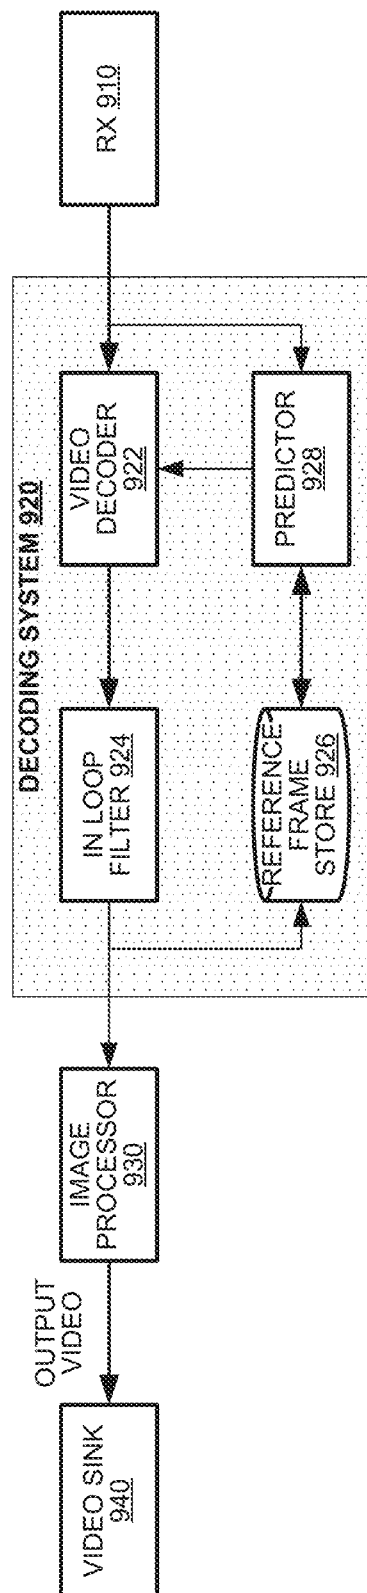 RX 910
DECODING SYSTEM 920
VIDEO
DECODER
922
PREDICTOR
928
IN LOOP
FILTER 924
REFERENCE
FRAME
STORE 926
IMAGE
PROCESSOR
930
OUTPUT
VIDEO
VIDEO SINK
940